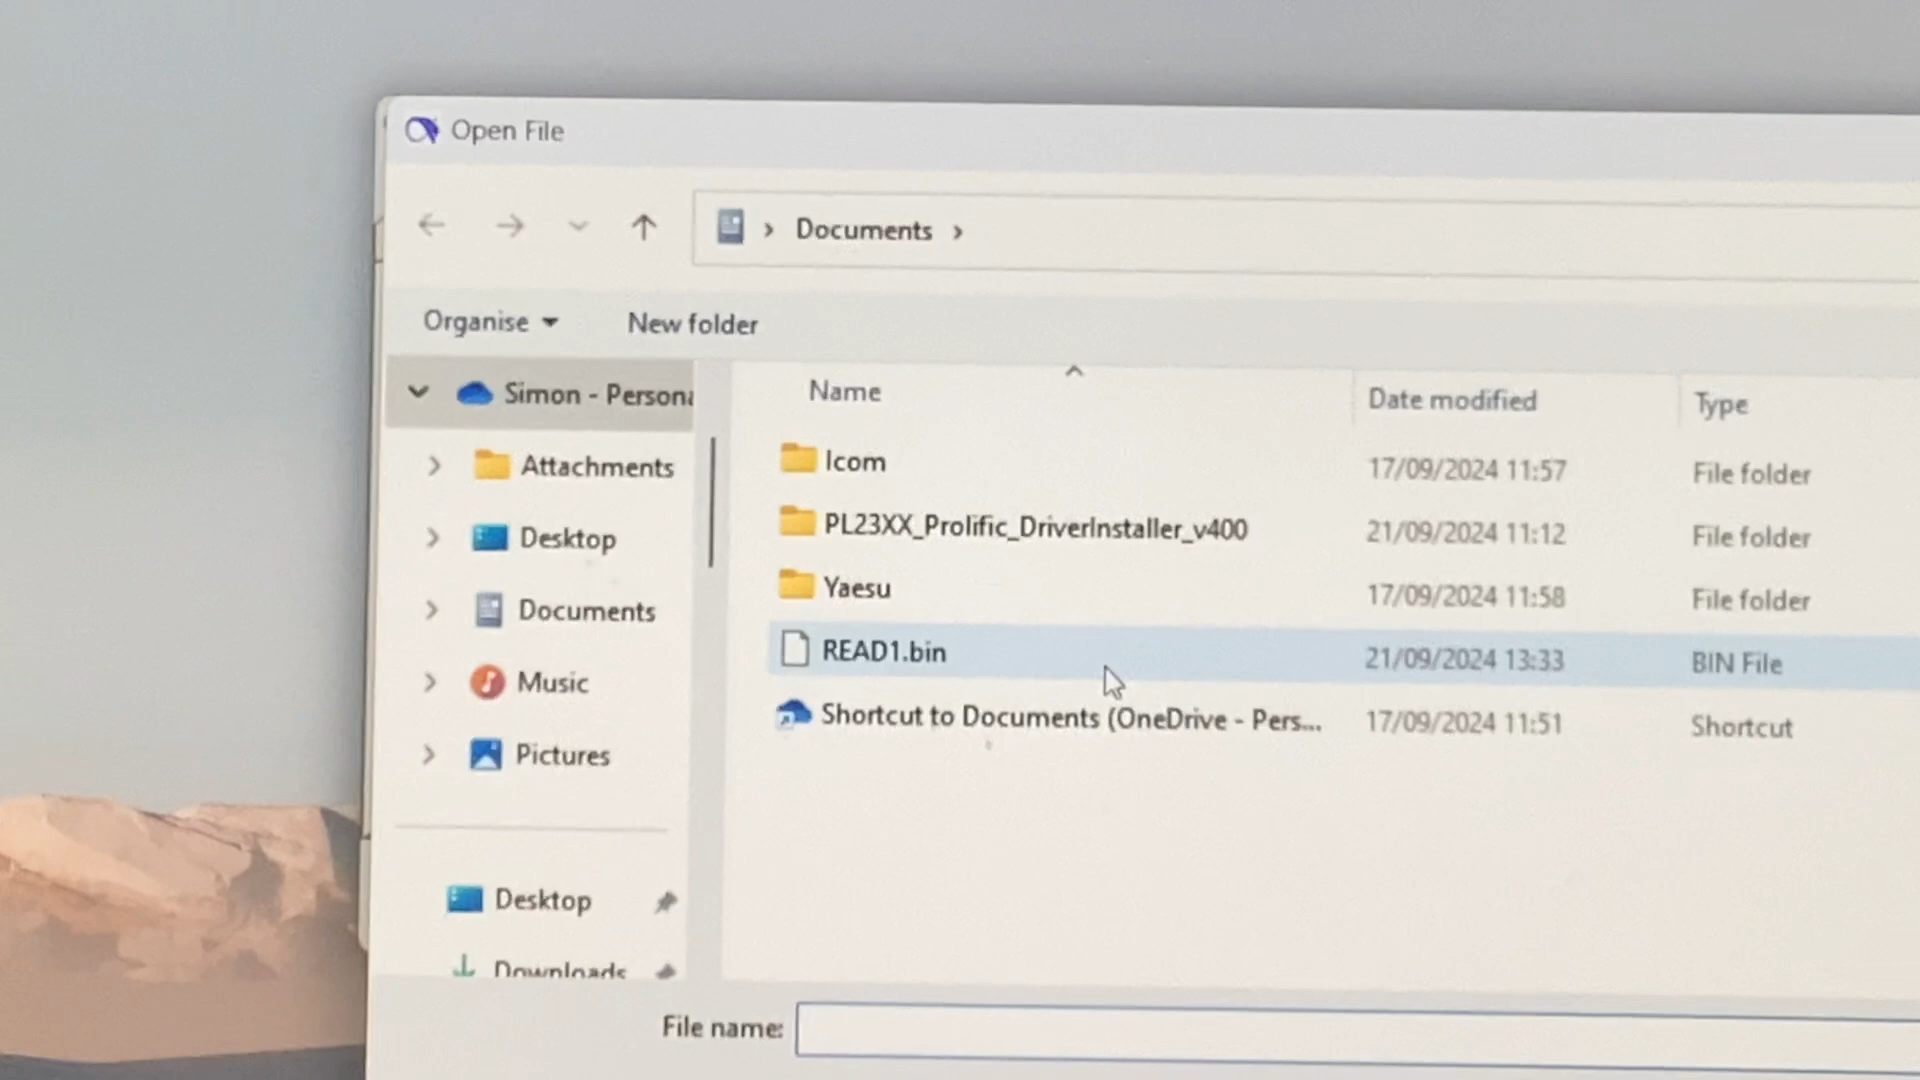 Open File
Documents
Organise New folder
Simon - Persona
Attachments
Desktop
Documents
Music
Pictures
Desktop
Downloads
Name Date modified Type
Icom 17/09/2024 11:57 File folder
PL23XX_Prolific_DriverInstaller_v400 21/09/2024 11:12 File folder
Yaesu 17/09/2024 11:58 File folder
READ1.bin 21/09/2024 13:33 BIN File
Shortcut to Documents (OneDrive - Pers... 17/09/2024 11:51 Shortcut
File name: